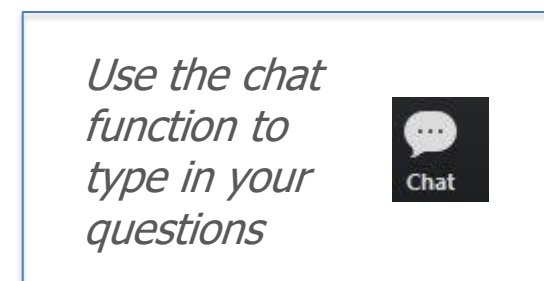 Use the chat
function to
type in your
questions
Chat